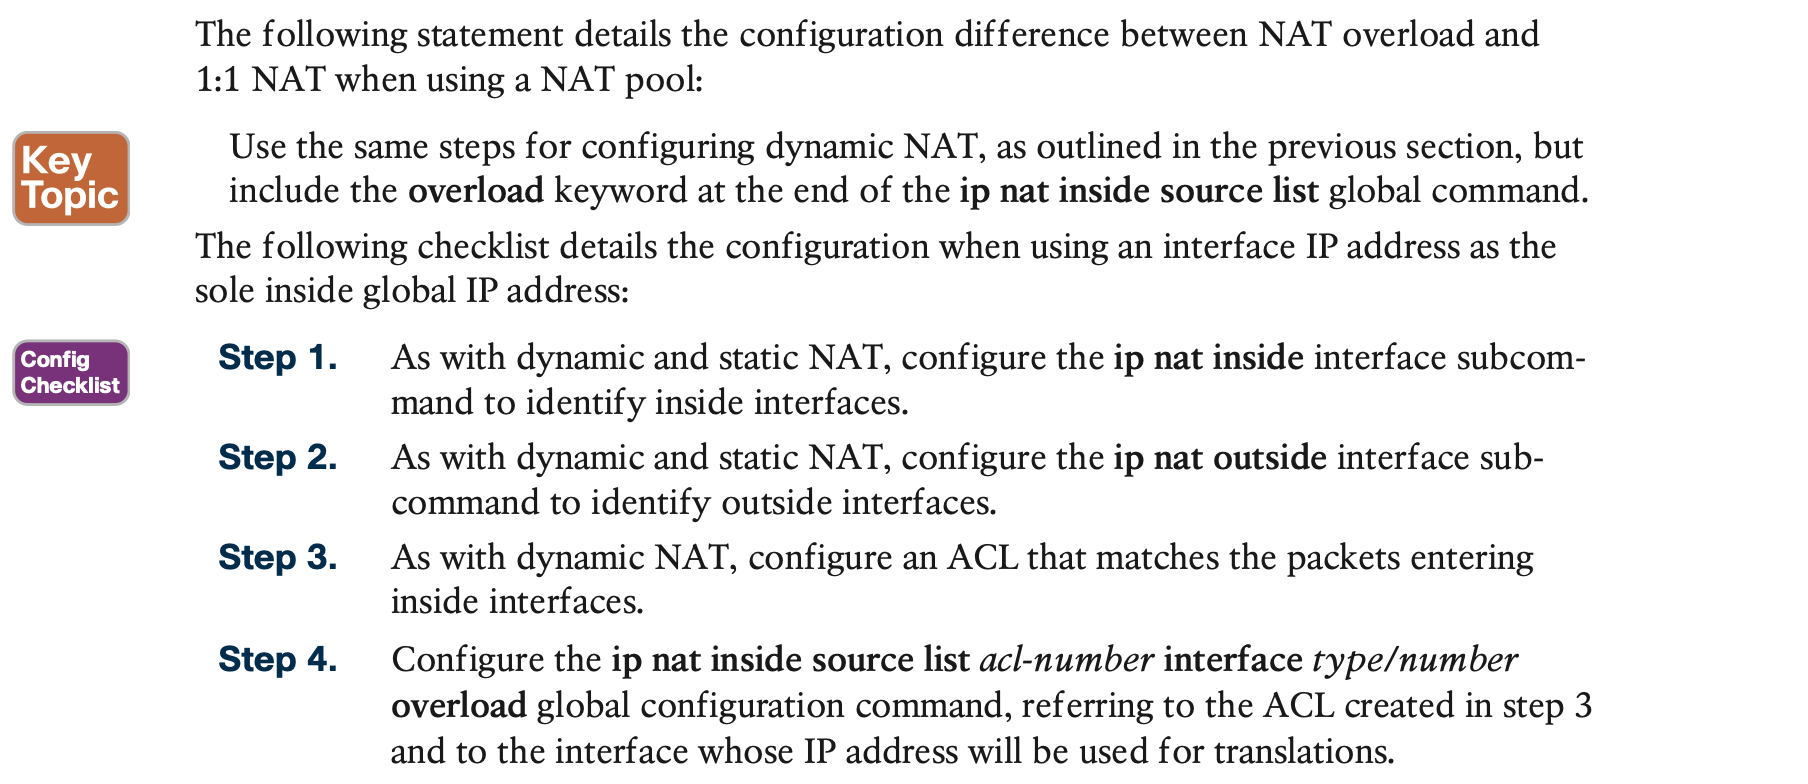 The following statement details the configuration difference between NAT overload and
1:1 NAT when using a NAT pool:
Key
Topic
Use the same steps for configuring dynamic NAT, as outlined in the previous section, but
include the overload keyword at the end of the ip nat inside source list global command.
The following checklist details the configuration when using an interface IP address as the
sole inside global IP address:
Config
Checklist
Step 1. As with dynamic and static NAT, configure the ip nat inside interface subcom-
mand to identify inside interfaces.
Step 2. As with dynamic and static NAT, configure the ip nat outside interface sub-
command to identify outside interfaces.
Step 3. As with dynamic NAT, configure an ACL that matches the packets entering
inside interfaces.
Step 4. Configure the ip nat inside source list acl-number interface type/number
overload global configuration command, referring to the ACL created in step 3
and to the interface whose IP address will be used for translations.